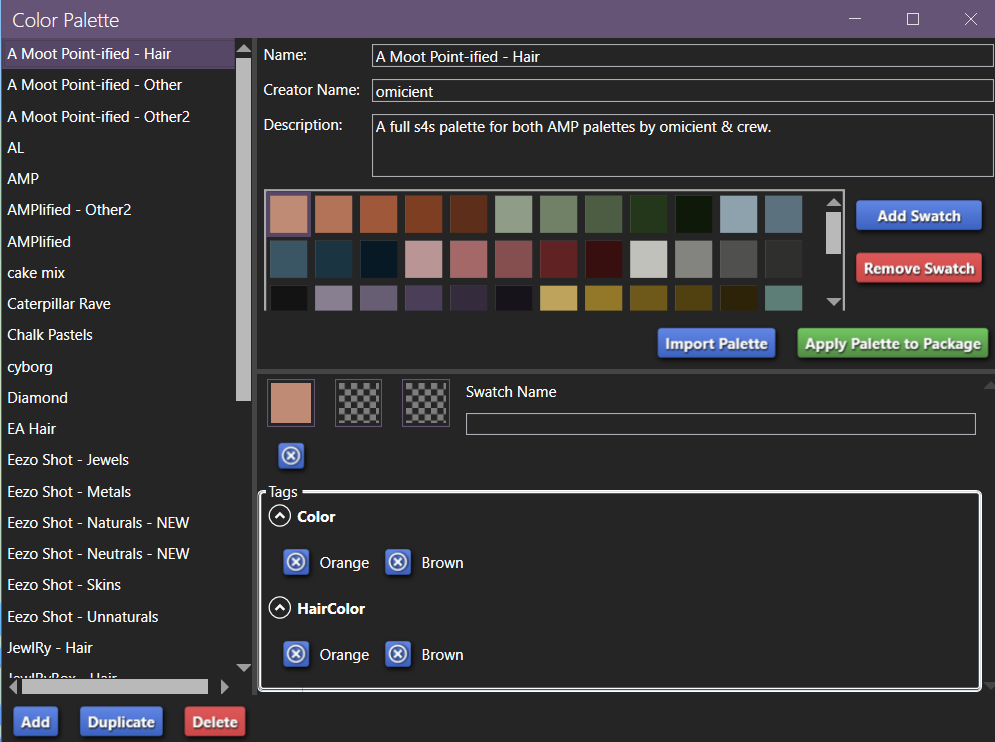 Color Palette
A Moot Point-ified - Hair
A Moot Point-ified - Other
A Moot Point-ified - Other2
AL
AMP
AMPlified - Other2
AMPlified
cake mix
Caterpillar Rave
Chalk Pastels
cyborg
Diamond
EA Hair
Eezo Shot - Jewels
Eezo Shot - Metals
Eezo Shot - Naturals - NEW
Eezo Shot - Neutrals - NEW
Eezo Shot - Skins
Eezo Shot - Unnaturals
JewlRy - Hair
JewlRyBox - Hair
Add Duplicate Delete
Name: A Moot Point-ified - Hair
Creator Name: omicient
Description: A full s4s palette for both AMP palettes by omicient & crew.
Add Swatch
Remove Swatch
Import Palette Apply Palette to Package
Swatch Name
Tags
Color
Orange Brown
HairColor
Orange Brown